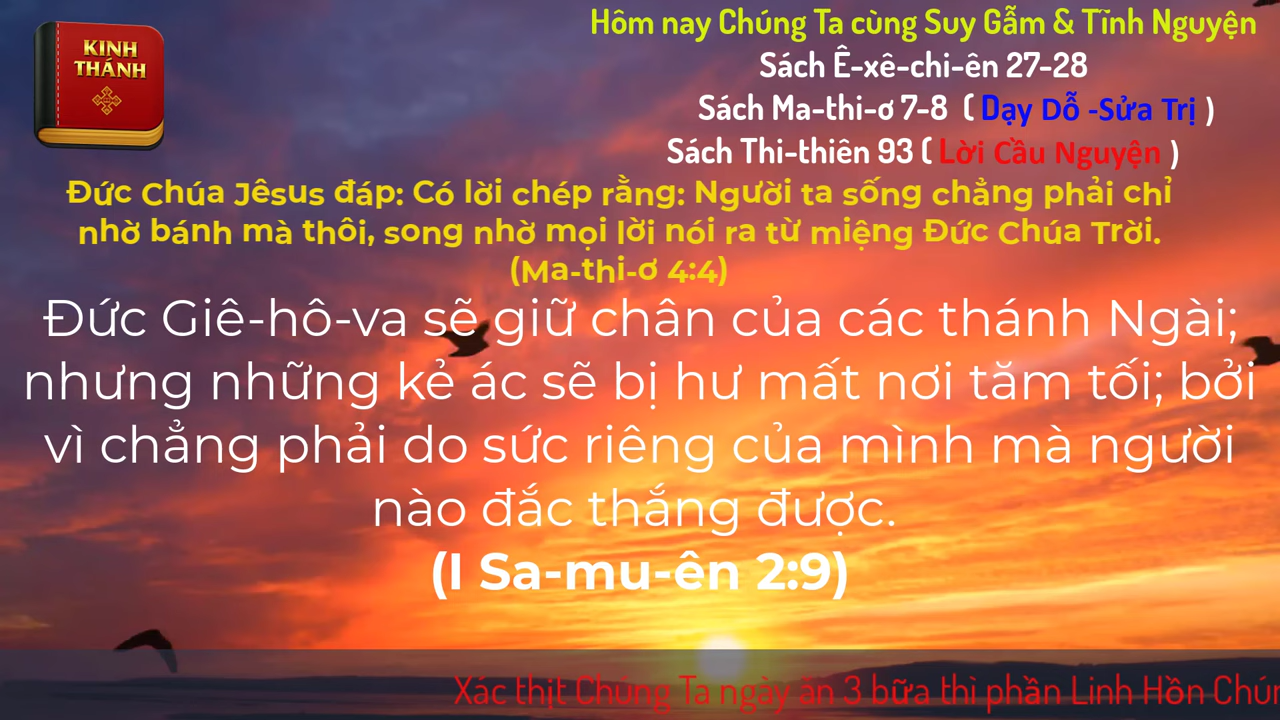 KINH
THÁNH
Hôm nay Chúng Ta cùng Suy Gẫm & Tĩnh Nguyện
Sách Ê-xê-chi-ên 27-28
Sách Ma-thi-ơ 7-8 ( Dạy Dỗ -Sửa Trị )
Sách Thi-thiên 93 ( Lời Cầu Nguyện )
Đức Chúa Jêsus đáp: Có lời chép rằng: Người ta sống chẳng phải chỉ
nhờ bánh mà thôi, song nhờ mọi lời nói ra từ miệng Đức Chúa Trời.
(Ma-thi-ơ 4:4)
Đức Giê-hô-va sẽ giữ chân của các thánh Ngài;
nhưng những kẻ ác sẽ bị hư mất nơi tăm tối; bởi
vì chẳng phải do sức riêng của mình mà người
nào đắc thắng được.
(I Sa-mu-ên 2:9)
Xác thịt Chúng Ta ngày ăn 3 bữa thì phần Linh Hồn